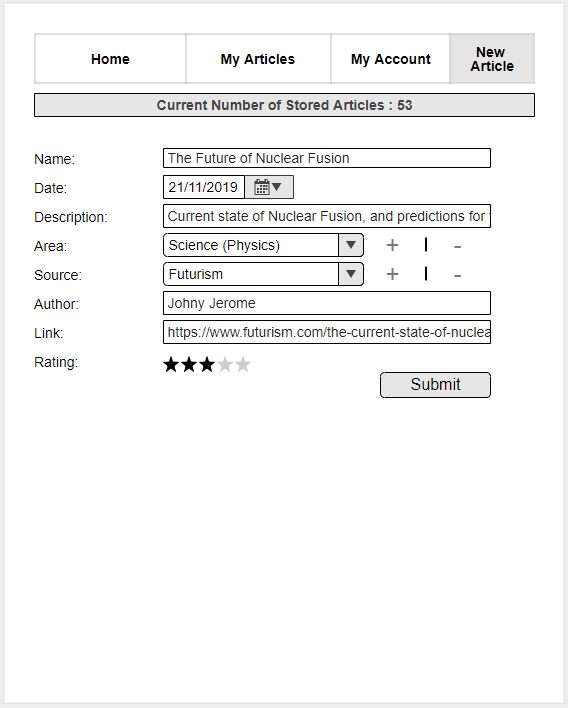 Home My Articles My Account New Article
Current Number of Stored Articles : 53
Name: The Future of Nuclear Fusion
Date: 21/11/2019
Description: Current state of Nuclear Fusion, and predictions for
Area: Science (Physics) + | -
Source: Futurism + | -
Author: Johny Jerome
Link: https://www.futurism.com/the-current-state-of-nuclea
Rating:
Submit